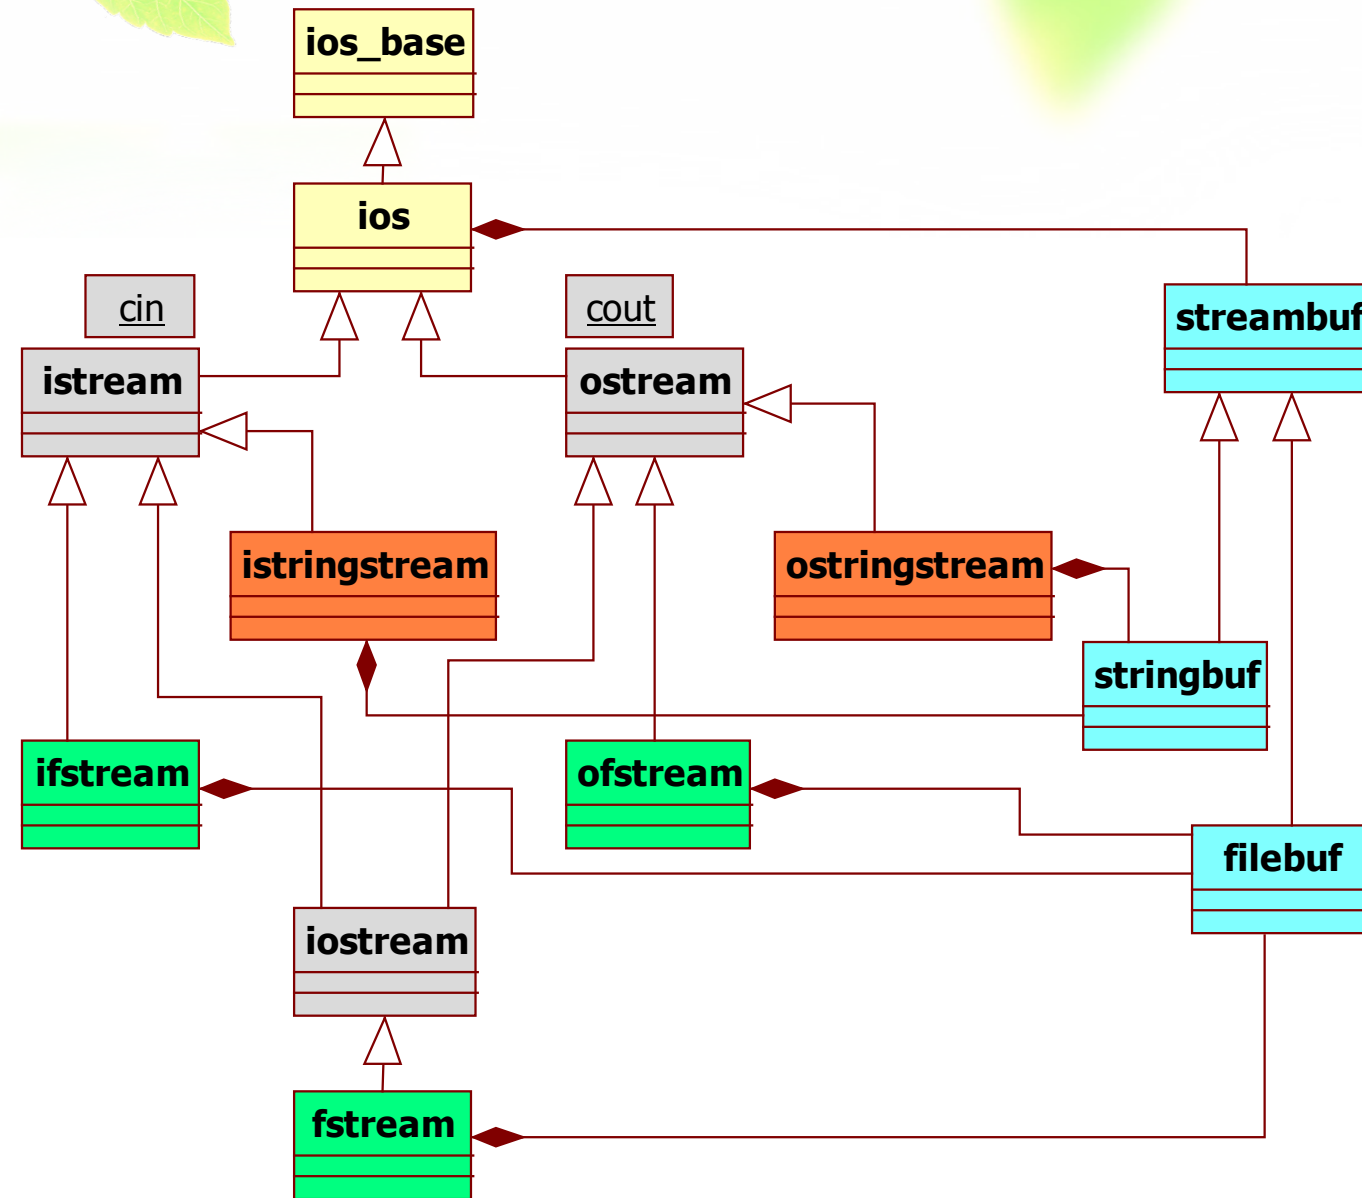 ios_base
ios
cin
cout
streambuf
istream
ostream
istringstream
ostringstream
stringbuf
ifstream
ofstream
filebuf
iostream
fstream